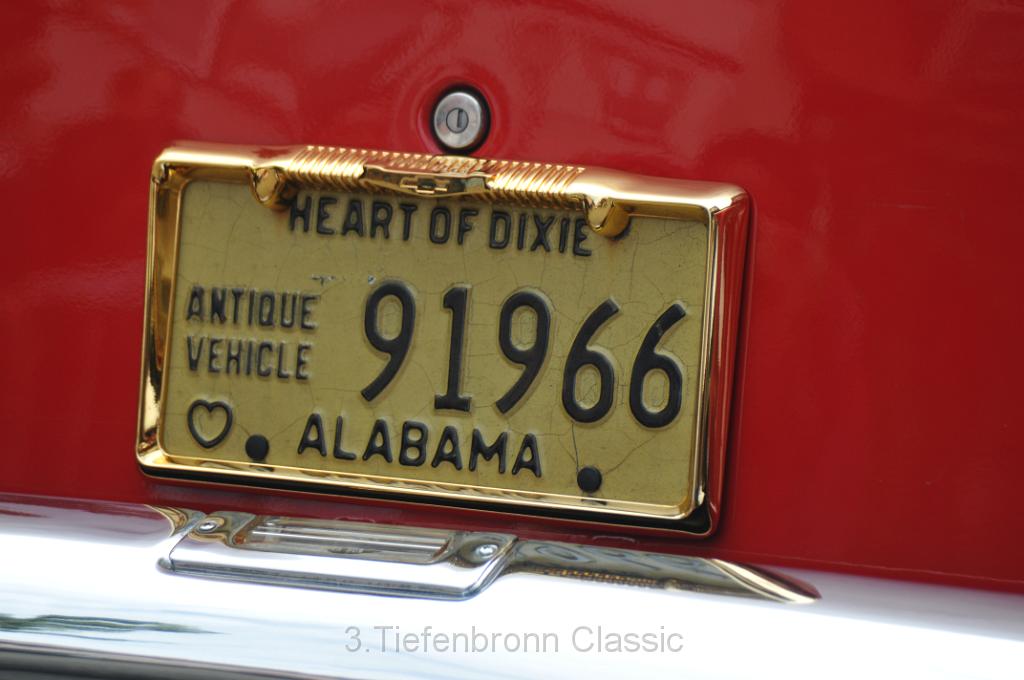 HEART OF DIXIE
ANTIQUE
VEHICLE
91966
ALABAMA
3.Tiefenbronn Classic